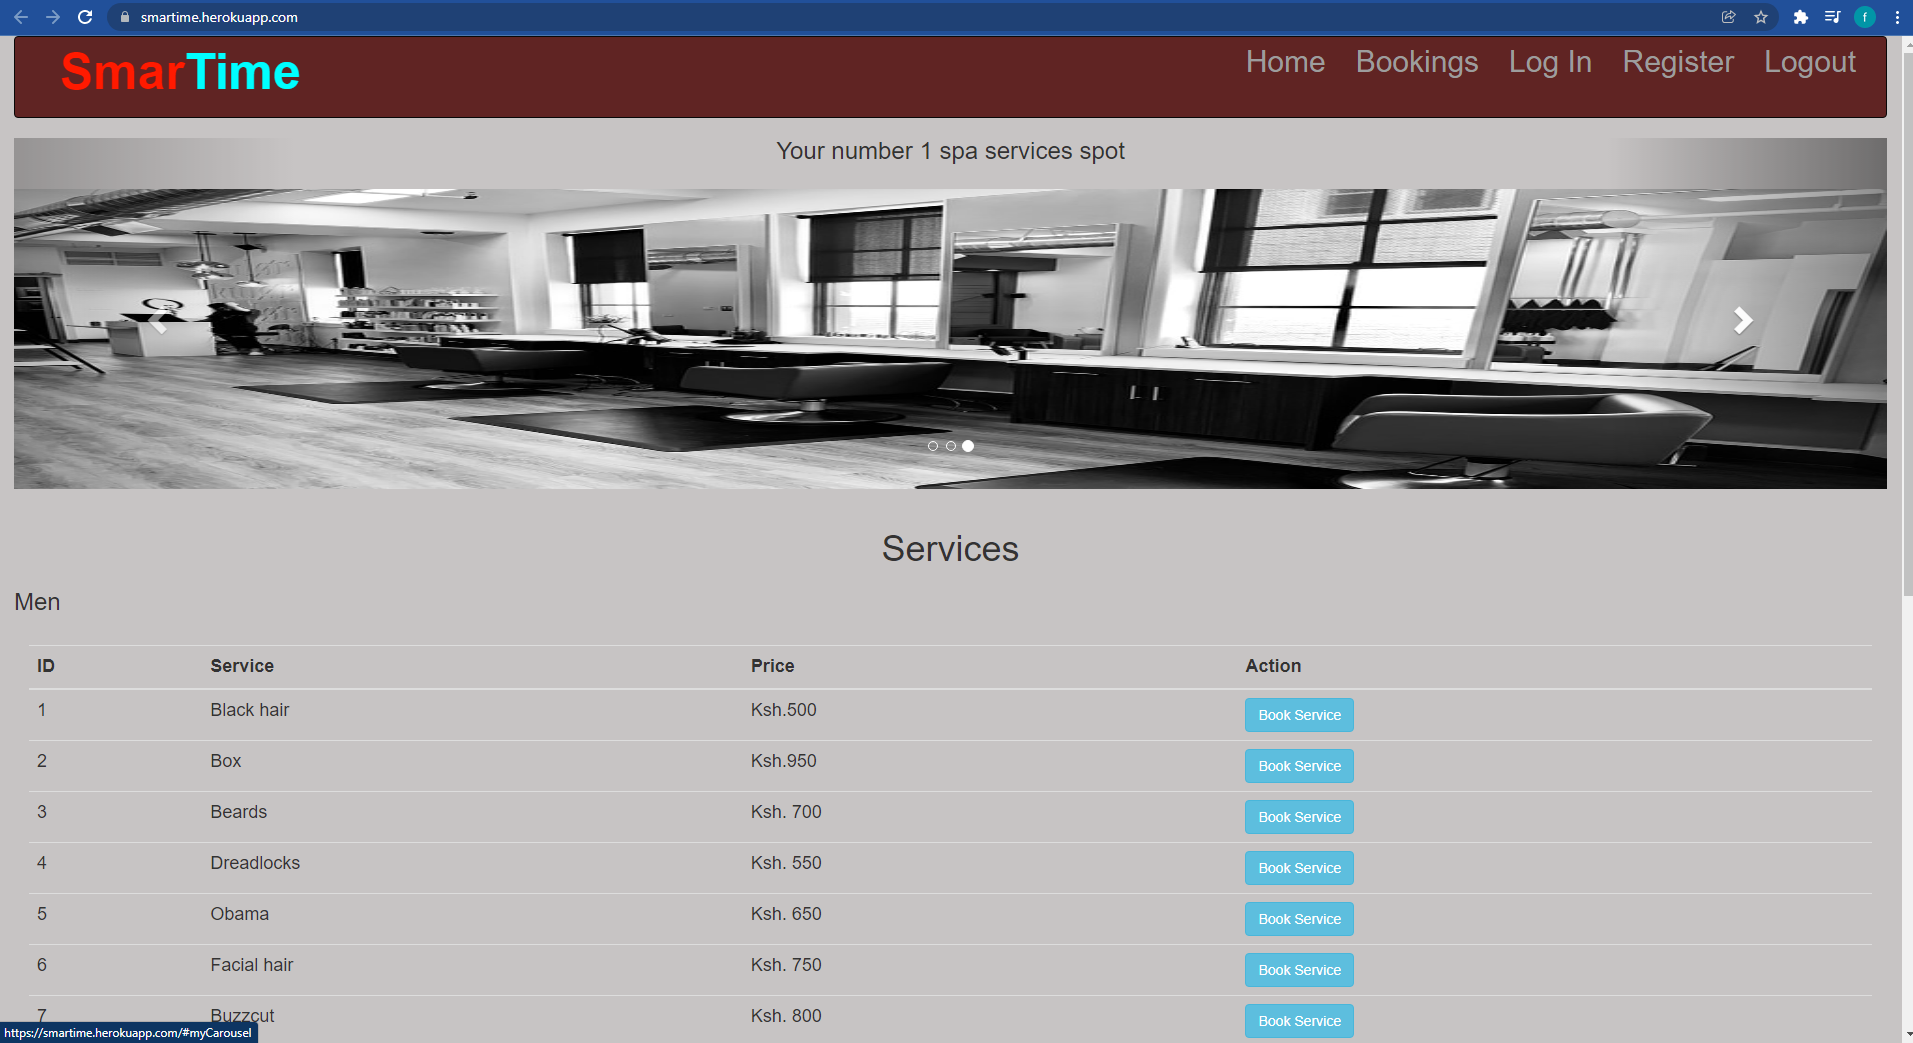 smartime.herokuapp.com
f
SmarTime
Home Bookings Log In Register Logout
Your number 1 spa services spot
Services
Men
ID Service Price Action
1 Black hair Ksh.500 Book Service
2 Box Ksh.950 Book Service
3 Beards Ksh. 700 Book Service
4 Dreadlocks Ksh. 550 Book Service
5 Obama Ksh. 650 Book Service
6 Facial hair Ksh. 750 Book Service
7 Buzzcut Ksh. 800 Book Service
https://smartime.herokuapp.com/#myCarousel